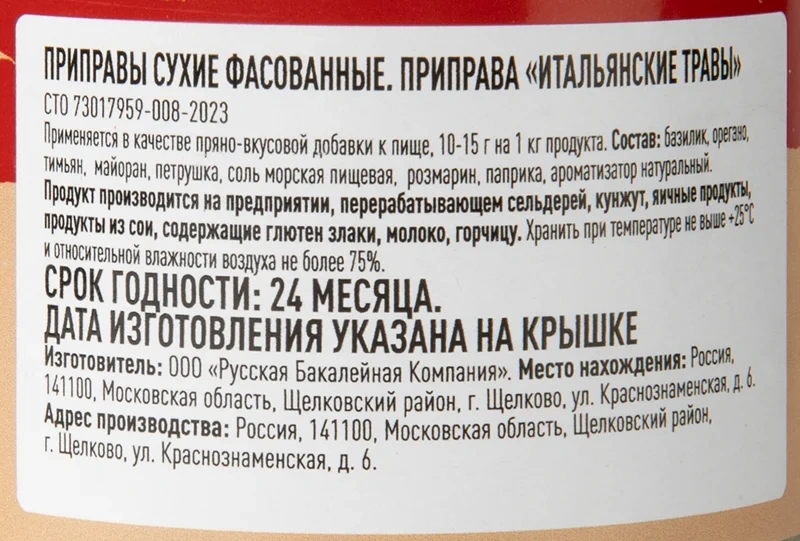 ПРИПРАВЫ СУХИЕ ФАСОВАННЫЕ. ПРИПРАВА «ИТАЛЬЯНСКИЕ ТРАВЫ»
СТО 73017959-008-2023
Применяется в качестве пряно-вкусовой добавки к пище, 10-15 г на 1 кг продукта. Состав: базилик, орегано,
тимьян, майоран, петрушка, соль морская пищевая, розмарин, паприка, ароматизатор натуральный.
Продукт производится на предприятии, перерабатывающем сельдерей, кунжут, яичные продукты,
продукты из сои, содержащие глютен злаки, молоко, горчицу. Хранить при температуре не выше +25°С
и относительной влажности воздуха не более 75%.
СРОК ГОДНОСТИ: 24 МЕСЯЦА.
ДАТА ИЗГОТОВЛЕНИЯ УКАЗАНА НА КРЫШКЕ
Изготовитель: ООО «Русская Бакалейная Компания». Место нахождения: Россия,
141100, Московская область, Щелковский район, г. Щелково, ул. Краснознаменская, д. 6.
Адрес производства: Россия, 141100, Московская область, Щелковский район,
г. Щелково, ул. Краснознаменская, д. 6.